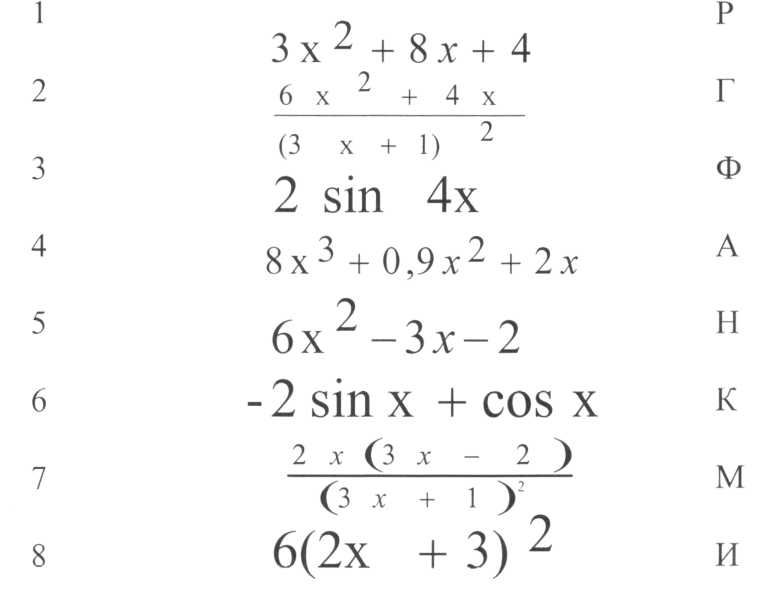 1 3x² + 8x + 4 Р
2 6x² + 4x / (3x + 1)² Г
3 2 sin 4x Ф
4 8x³ + 0,9x² + 2x А
5 6x² – 3x – 2 Н
6 -2 sin x + cos x К
7 2x(3x – 2) / (3x + 1)² М
8 6(2x + 3)² И